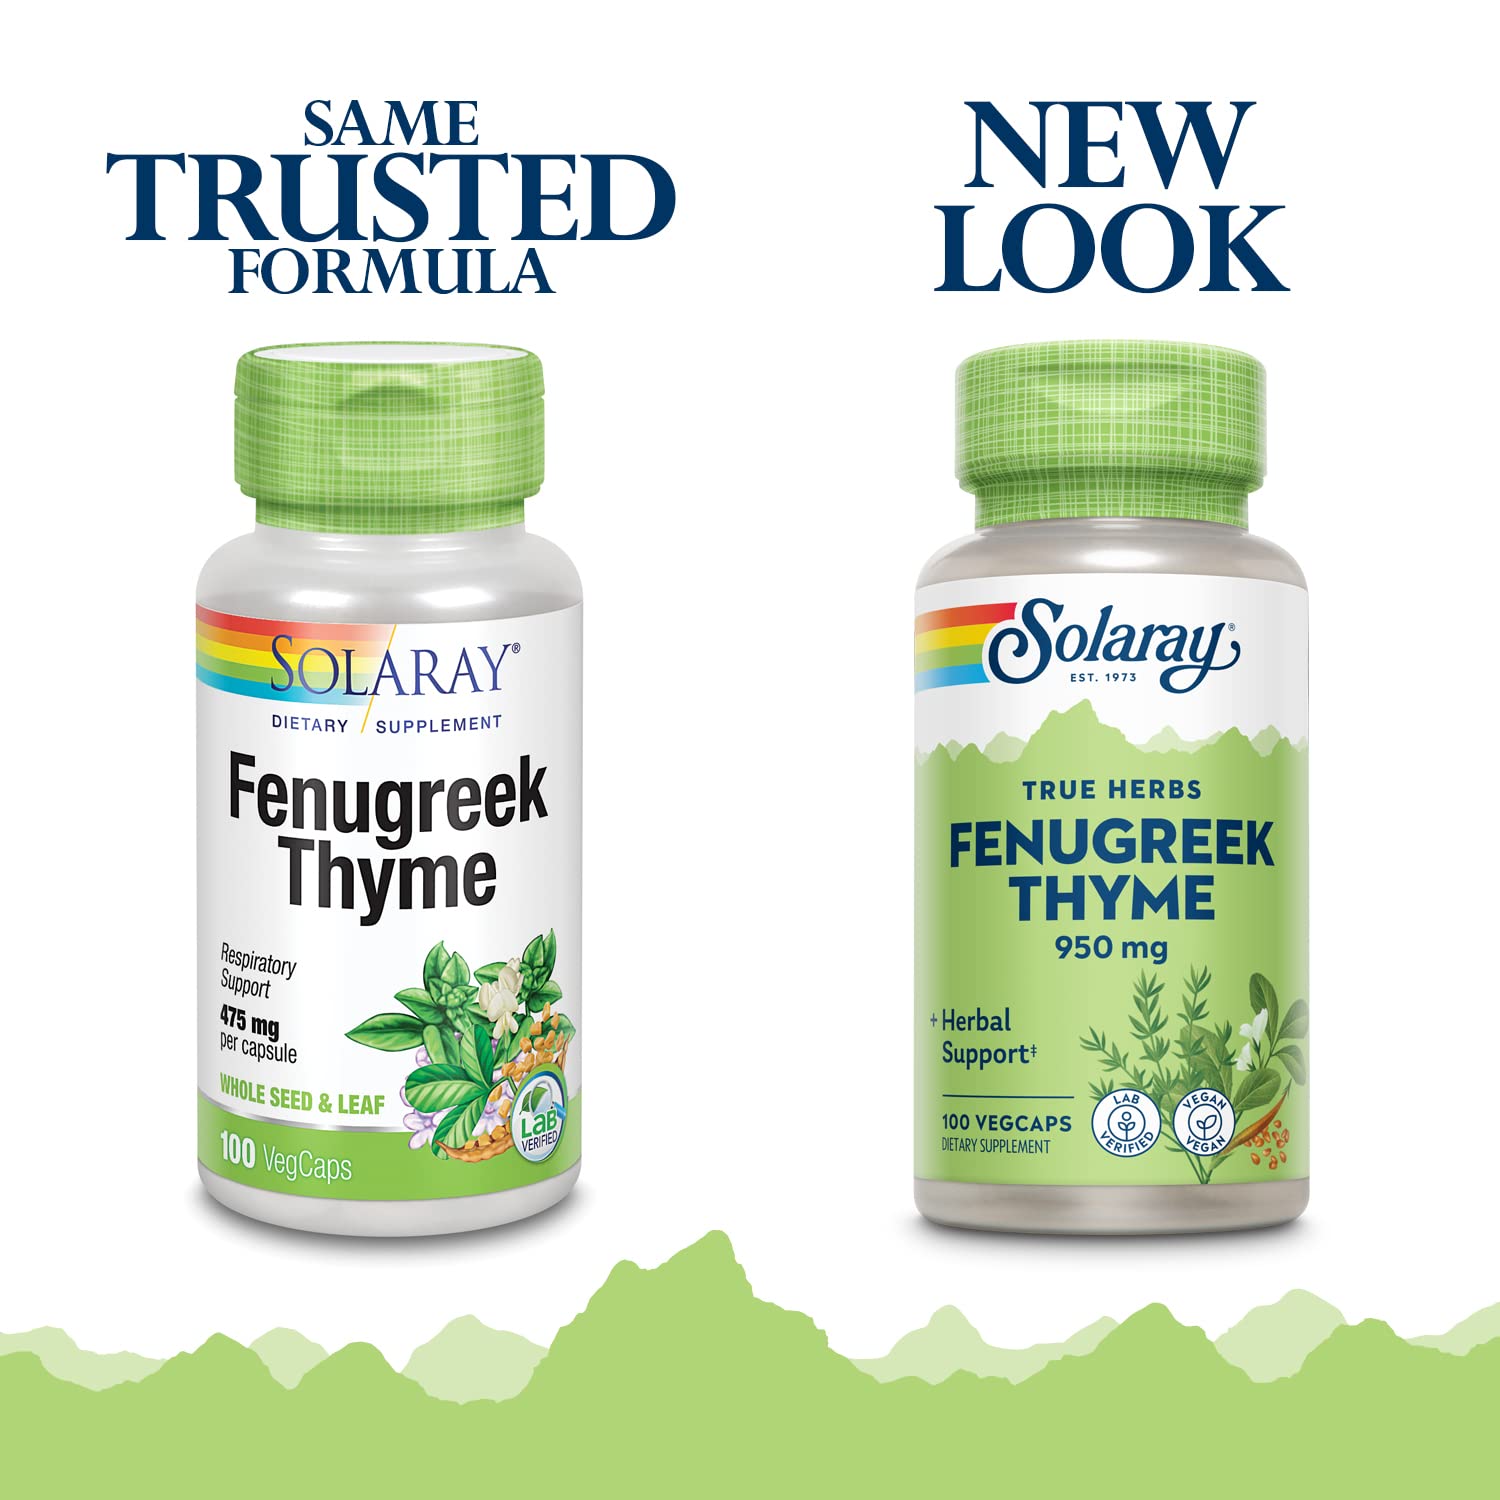 SAME
TRUSTED
FORMULA
NEW
LOOK
SOLARAY®
DIETARY SUPPLEMENT
Fenugreek
Thyme
Respiratory
Support
475 mg
per capsule
WHOLE SEED & LEAF
LAB
VERIFIED
100 VegCaps
Solaray®
EST. 1973
TRUE HERBS
FENUGREEK
THYME
950 mg
+ Herbal
Support‡
100 VEGCAPS
DIETARY SUPPLEMENT
LAB
VERIFIED
VEGAN
VEGAN